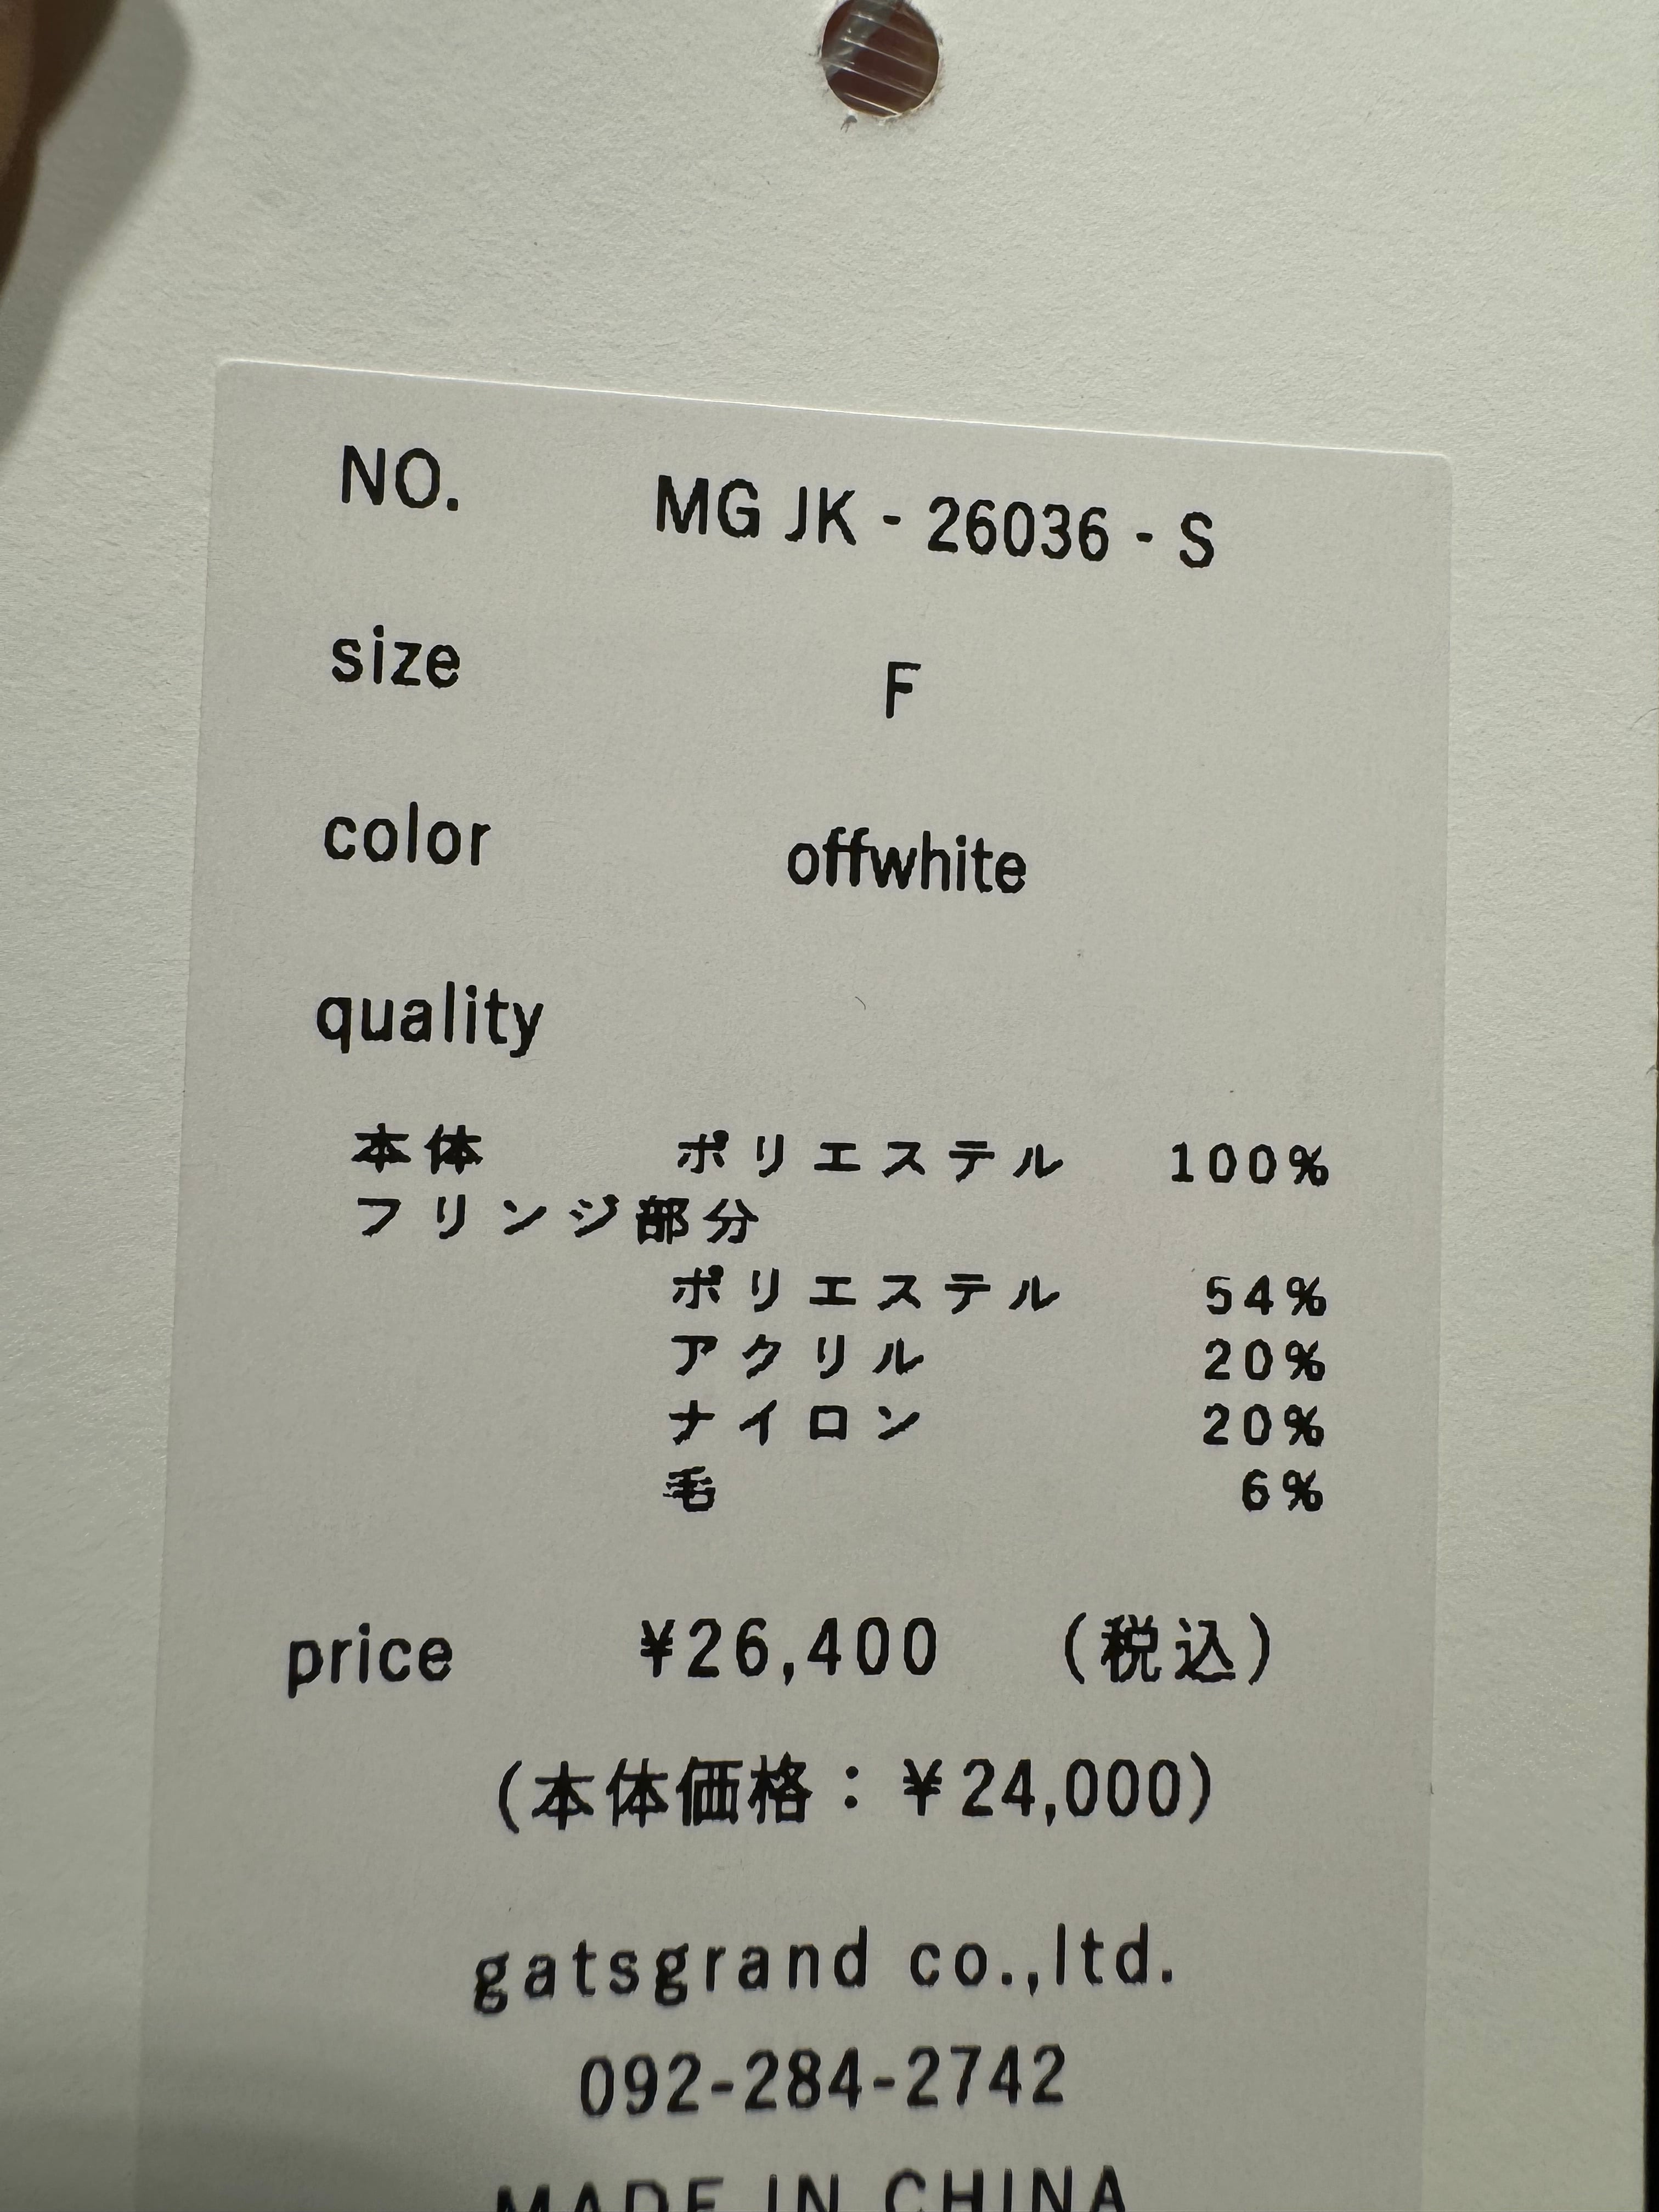 NO. MG JK - 26036 - S
size F
color offwhite
quality
本体 ポリエステル 100%
フリンジ部分
ポリエステル 54%
アクリル 20%
ナイロン 20%
毛 6%
price ¥26,400 (税込)
(本体価格：¥24,000)
gatsgrand co.,ltd.
092-284-2742
MADE IN CHINA